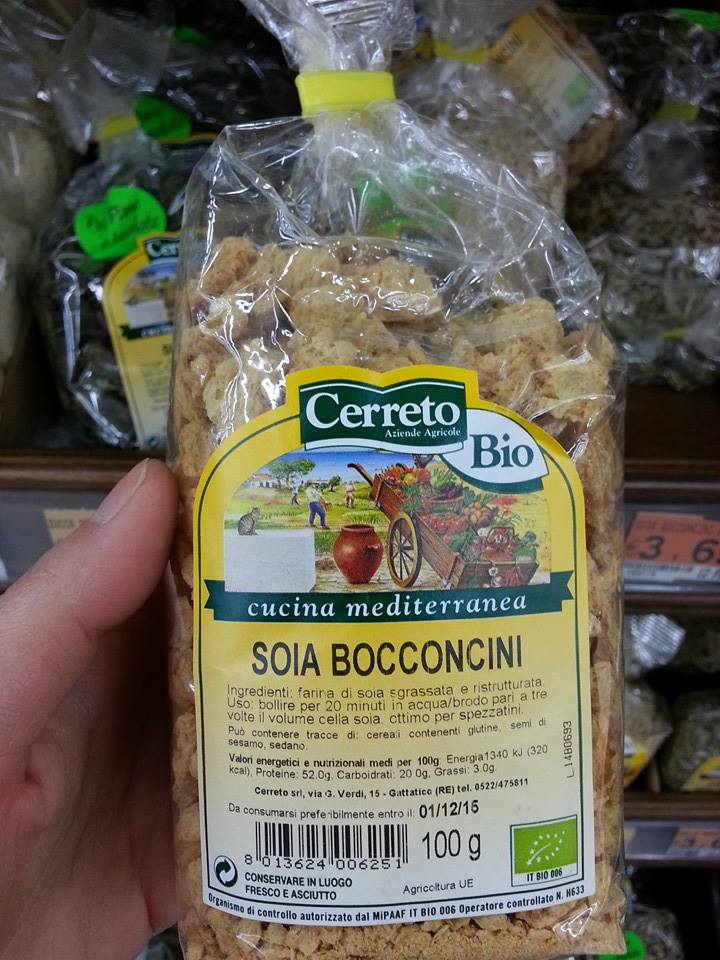 Cerreto
Aziende Agricole
Bio
cucina mediterranea
SOIA BOCCONCINI
Ingredienti: farina di soia sgrassata e ristrutturata.
Uso: bollire per 20 minuti in acqua/brodo pari a tre
volte il volume cella soia. ottimo per spezzatini.
Può contenere tracce di: cereali contenenti glutine, semi di
sesamo, sedano.
Valori energetici e nutrizionali medi per 100g: Energia1340 kJ (320
kcal), Proteine: 52.0g, Carboidrati: 20 0g, Grassi: 3.0g.
Cerreto srl, via G. Verdi, 15 - Gattatico (RE) tel. 0522/475811
Da consumarsi preferibilmente entro il: 01/12/15
L.1480693
8 013624 006251
100 g
CONSERVARE IN LUOGO
FRESCO E ASCIUTTO
Agricoltura UE
IT BIO 006
Organismo di controllo autorizzato dal MiPAAF IT BIO 006 Operatore controllato N. H633
3,6